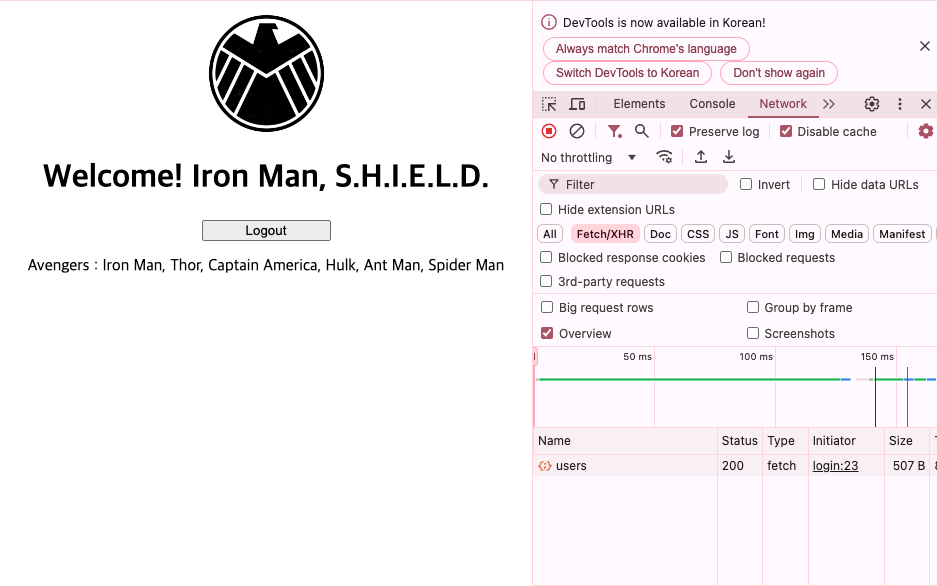 Welcome! Iron Man, S.H.I.E.L.D.
Logout
Avengers : Iron Man, Thor, Captain America, Hulk, Ant Man, Spider Man
DevTools is now available in Korean!
Always match Chrome's language
Switch DevTools to Korean Don't show again
Elements Console Network
Preserve log Disable cache
No throttling
Filter Invert Hide data URLs
Hide extension URLs
All Fetch/XHR Doc CSS JS Font Img Media Manifest
Blocked response cookies Blocked requests
3rd-party requests
Big request rows Group by frame
Overview Screenshots
50 ms 100 ms 150 ms
Name Status Type Initiator Size
users 200 fetch login:23 507 B